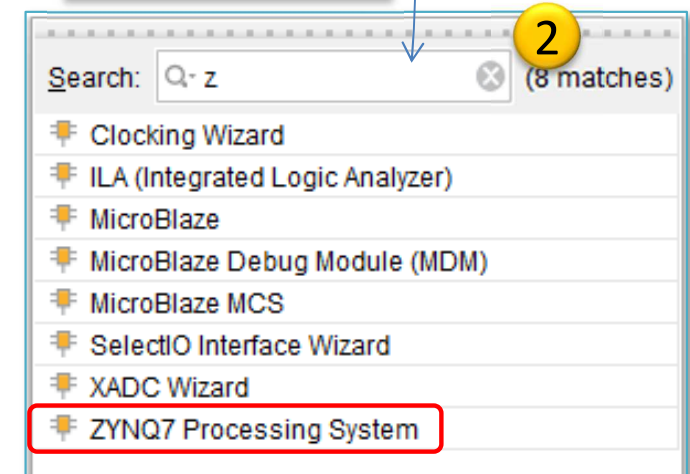 2
Search: z (8 matches)
Clocking Wizard
ILA (Integrated Logic Analyzer)
MicroBlaze
MicroBlaze Debug Module (MDM)
MicroBlaze MCS
SelectIO Interface Wizard
XADC Wizard
ZYNQ7 Processing System